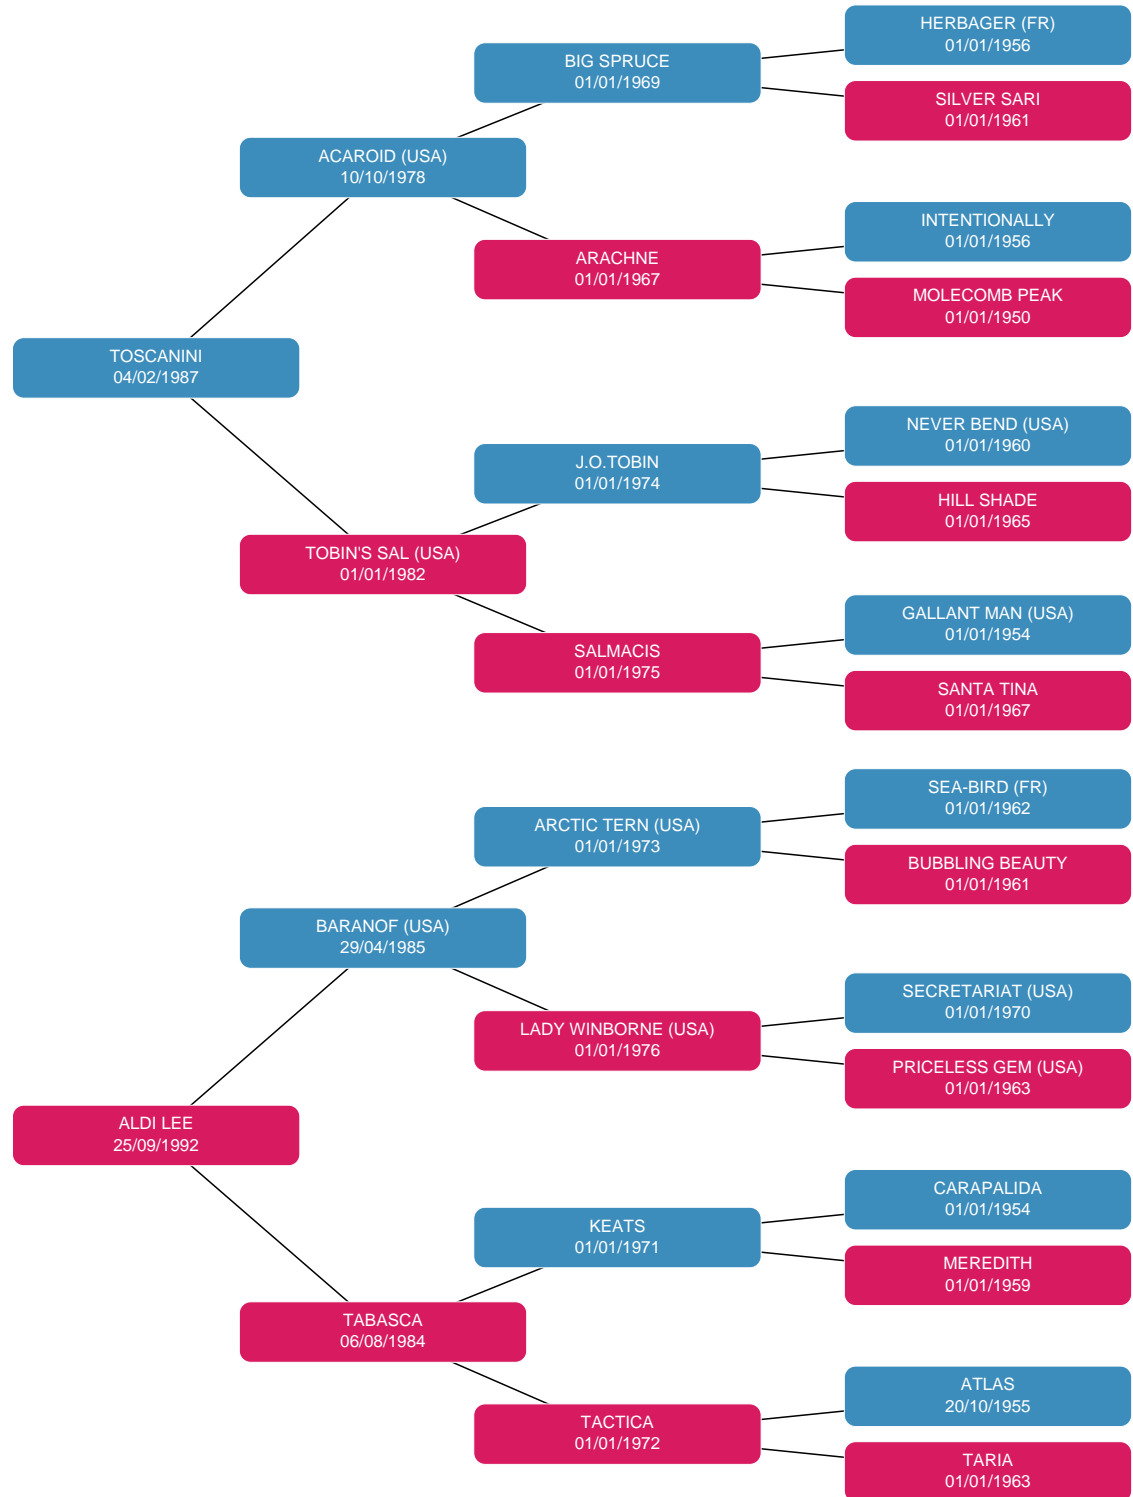 HERBAGER (FR)
01/01/1956
BIG SPRUCE
01/01/1969
SILVER SARI
01/01/1961
ACAROID (USA)
10/10/1978
INTENTIONALLY
01/01/1956
ARACHNE
01/01/1967
MOLECOMB PEAK
01/01/1950
TOSCANINI
04/02/1987
NEVER BEND (USA)
01/01/1960
J.O.TOBIN
01/01/1974
HILL SHADE
01/01/1965
TOBIN'S SAL (USA)
01/01/1982
GALLANT MAN (USA)
01/01/1954
SALMACIS
01/01/1975
SANTA TINA
01/01/1967
SEA-BIRD (FR)
01/01/1962
ARCTIC TERN (USA)
01/01/1973
BUBBLING BEAUTY
01/01/1961
BARANOF (USA)
29/04/1985
SECRETARIAT (USA)
01/01/1970
LADY WINBORNE (USA)
01/01/1976
PRICELESS GEM (USA)
01/01/1963
ALDI LEE
25/09/1992
CARAPALIDA
01/01/1954
KEATS
01/01/1971
MEREDITH
01/01/1959
TABASCA
06/08/1984
ATLAS
20/10/1955
TACTICA
01/01/1972
TARIA
01/01/1963